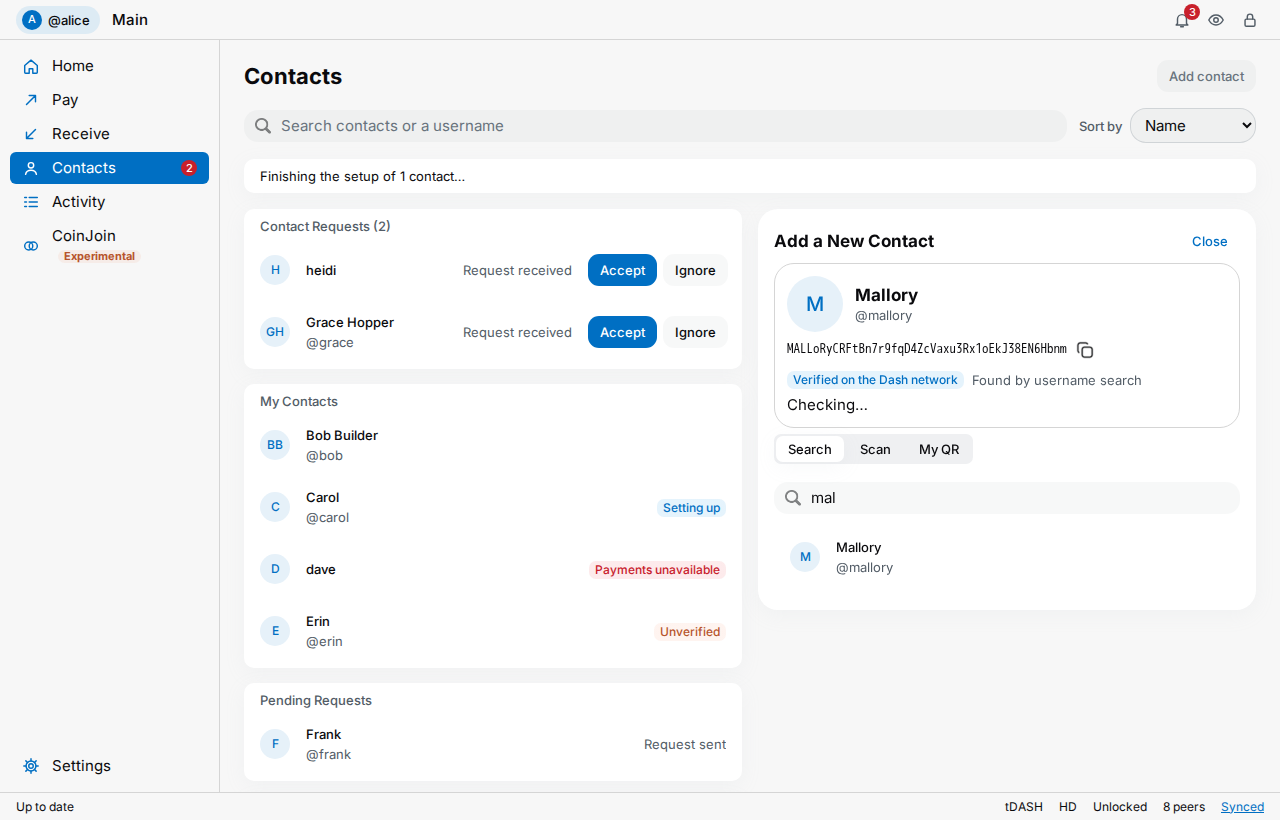 A @alice Main 3
Home
Pay
Receive
Contacts 2
Activity
CoinJoin
Experimental
Settings
Contacts
Add contact
Search contacts or a username
Sort by Name
Finishing the setup of 1 contact...
Contact Requests (2)
H heidi Request received Accept Ignore
GH Grace Hopper
@grace
Request received Accept Ignore
My Contacts
BB Bob Builder
@bob
C Carol
@carol
Setting up
D dave Payments unavailable
E Erin
@erin
Unverified
Pending Requests
F Frank
@frank
Request sent
Add a New Contact Close
M Mallory
@mallory
MALLoRyCRFtBn7r9fqD4ZcVaxu3Rx1oEkJ38EN6Hbnm
Verified on the Dash network Found by username search
Checking...
Search Scan My QR
mal
M Mallory
@mallory
Up to date tDASH HD Unlocked 8 peers Synced